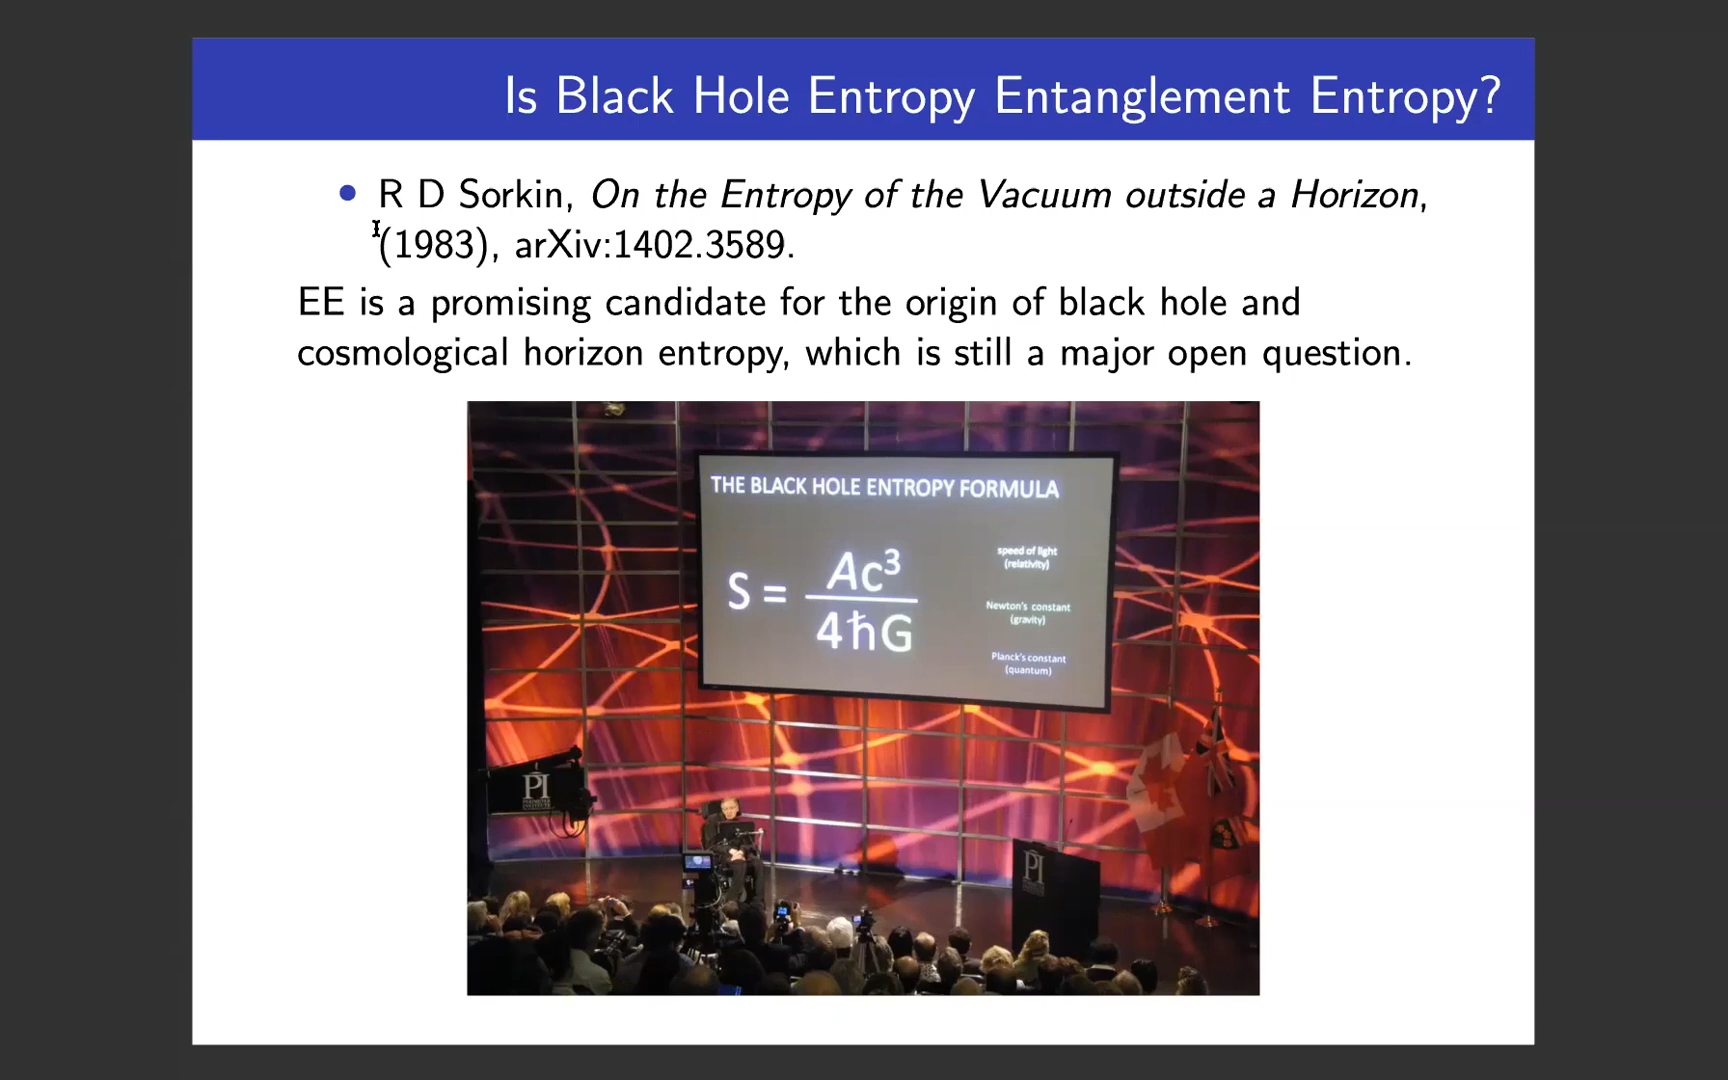 Is Black Hole Entropy Entanglement Entropy?
R D Sorkin, On the Entropy of the Vacuum outside a Horizon,
(1983), arXiv:1402.3589.
EE is a promising candidate for the origin of black hole and
cosmological horizon entropy, which is still a major open question.
THE BLACK HOLE ENTROPY FORMULA
S = Ac³ / 4ħG
speed of light
(relativity)
Newton's constant
(gravity)
Planck's constant
(quantum)
PI
PERIMETER
INSTITUTE
PI